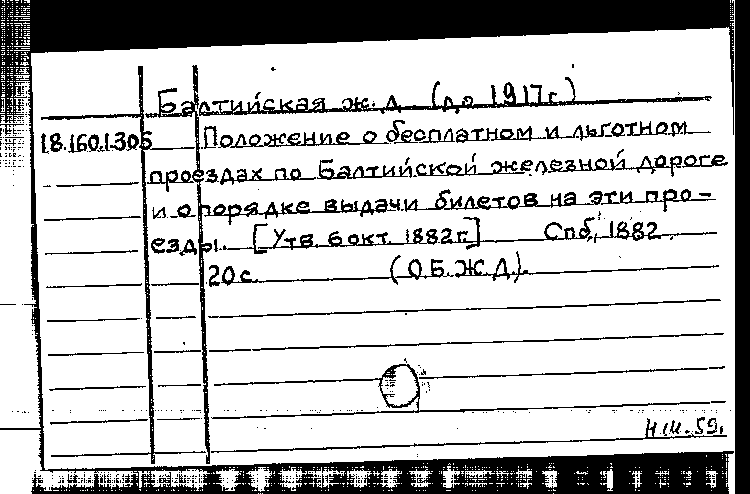 Балтийская ж.д. (до 1917г.)
18.160.1.305 Положение о бесплатном и льготном
проездах по Балтийской железной дороге
и о порядке выдачи билетов на эти про-
езды. [Утв. 6 окт. 1882 г.] Спб., 1882.
20 с. (О.Б.Ж.Д.).